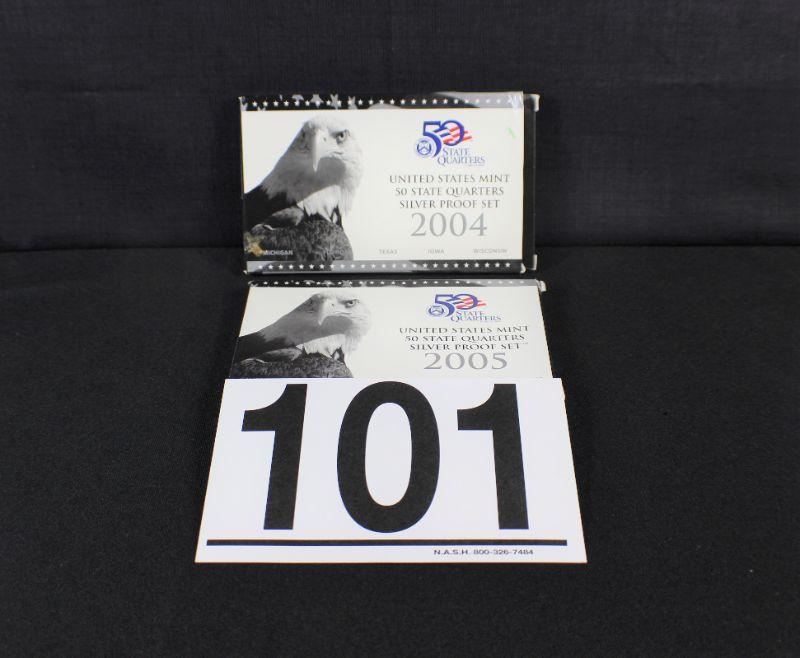 50
STATE
QUARTERS
UNITED STATES MINT
50 STATE QUARTERS
SILVER PROOF SET
2004
MICHIGAN TEXAS IOWA WISCONSIN
50
STATE
QUARTERS
UNITED STATES MINT
50 STATE QUARTERS
SILVER PROOF SET
2005
101
N.A.S.H. 800-326-7484